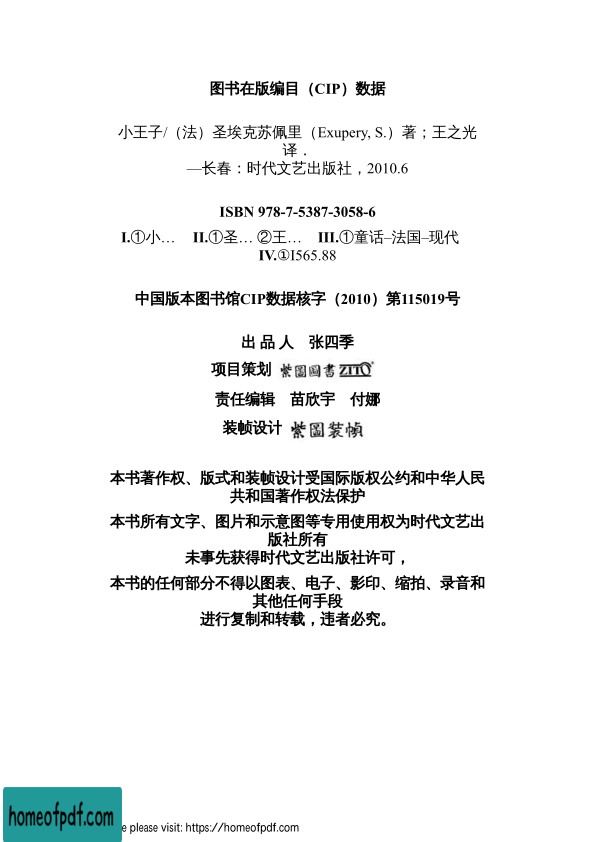 图书在版编目（CIP）数据
小王子/（法）圣埃克苏佩里（Exupery, S.）著；王之光
译．
—长春：时代文艺出版社，2010.6
ISBN 978-7-5387-3058-6
I.①小… II.①圣… ②王… III.①童话–法国–现代
IV.①I565.88
中国版本图书馆CIP数据核字（2010）第115019号
出 品 人 张四季
项目策划 紫圖圖書 ZITO®
责任编辑 苗欣宇 付娜
装帧设计 紫圖装幀
本书著作权、版式和装帧设计受国际版权公约和中华人民
共和国著作权法保护
本书所有文字、图片和示意图等专用使用权为时代文艺出
版社所有
未事先获得时代文艺出版社许可，
本书的任何部分不得以图表、电子、影印、缩拍、录音和
其他任何手段
进行复制和转载，违者必究。
homeofpdf.com
e please visit: https://homeofpdf.com